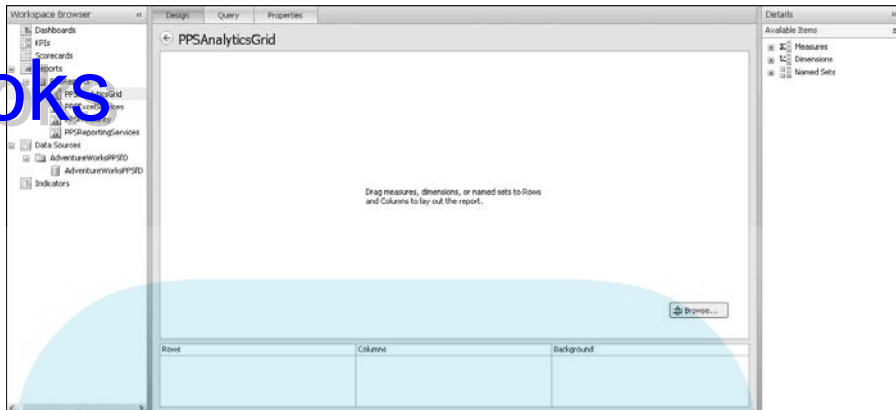 Workspace Browser
Dashboards
KPIs
Scorecards
Reports
PPSAnalyticsGrid
PPSReportingServices
Data Sources
AdventureWorksPPSfD
AdventureWorksPPSfD
Indicators
oks
Design Query Properties
PPSAnalyticsGrid
Drag measures, dimensions, or named sets to Rows
and Columns to lay out the report.
Browse...
Rows Columns Background
Details
Available Items
Measures
Dimensions
Named Sets